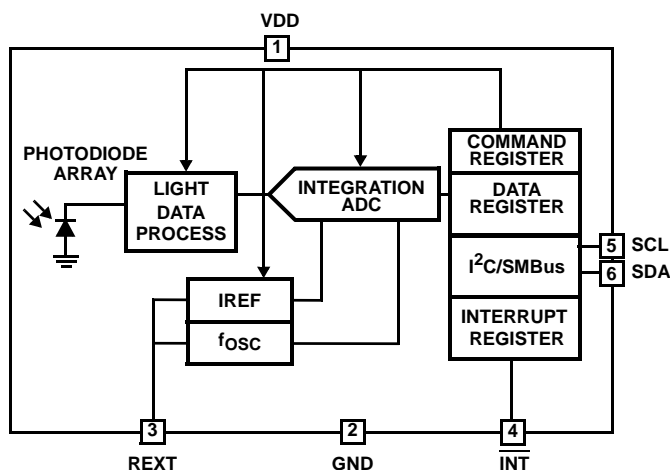 VDD
1
PHOTODIODE
ARRAY
LIGHT
DATA
PROCESS
INTEGRATION
ADC
COMMAND
REGISTER
DATA
REGISTER
I²C/SMBus
INTERRUPT
REGISTER
5 SCL
6 SDA
IREF
fOSC
3
REXT
2
GND
4
INT